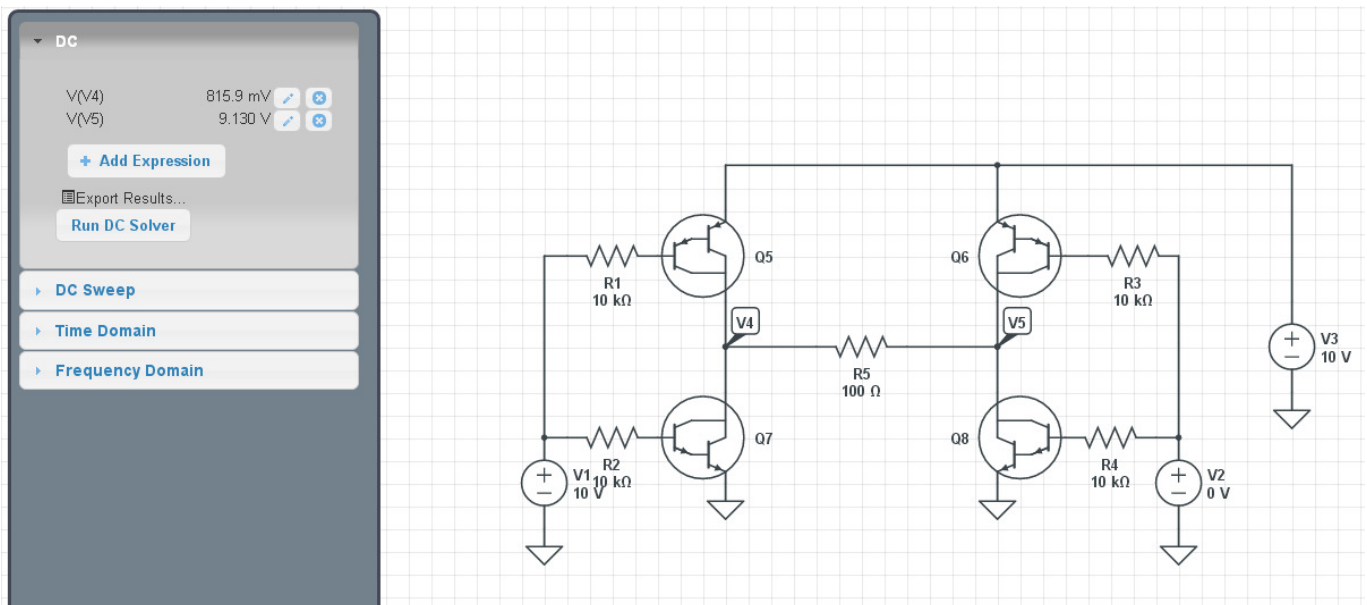 DC
V(V4) 815.9 mV
V(V5) 9.130 V
+ Add Expression
Export Results...
Run DC Solver
DC Sweep
Time Domain
Frequency Domain
Q5
Q6
R1
10 kΩ
R3
10 kΩ
V4
V5
R5
100 Ω
V3
10 V
Q7
Q8
R2
10 kΩ
V1
10 V
R4
10 kΩ
V2
0 V